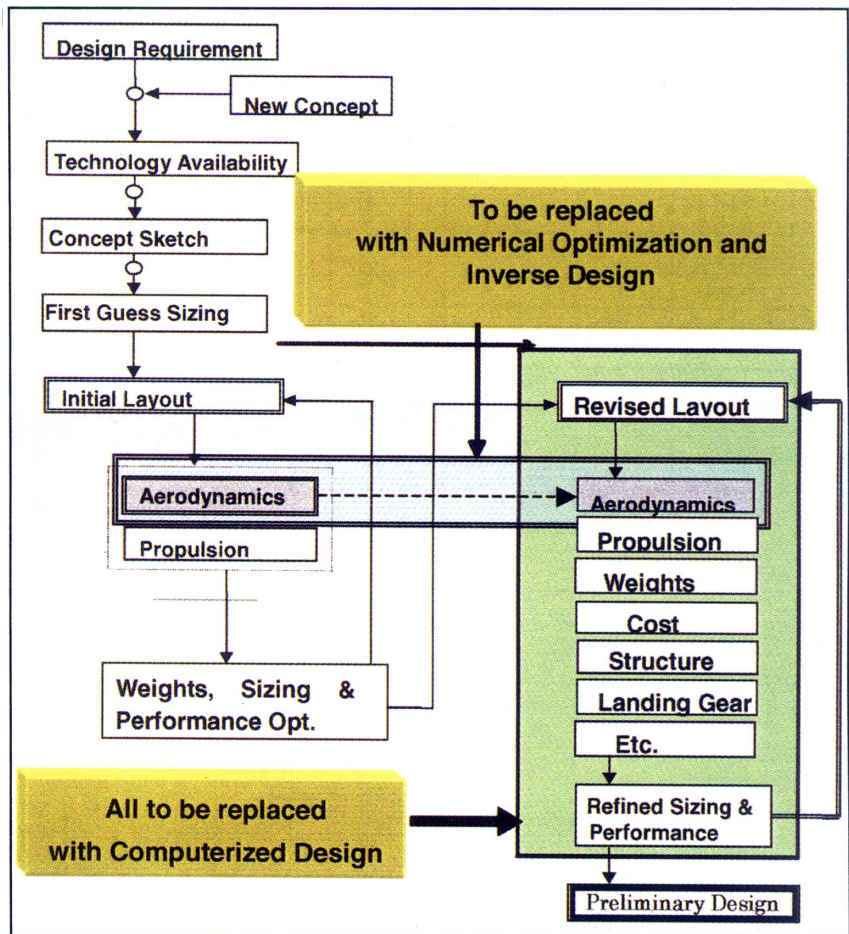 Design Requirement
New Concept
Technology Availability
Concept Sketch
First Guess Sizing
Initial Layout
Aerodynamics
Propulsion
Weights, Sizing &
Performance Opt.
To be replaced
with Numerical Optimization and
Inverse Design
Revised Lavout
Aerodynamics
Propulsion
Weights
Cost
Structure
Landing Gear
Etc.
Refined Sizing &
Performance
All to be replaced
with Computerized Design
Preliminary Design